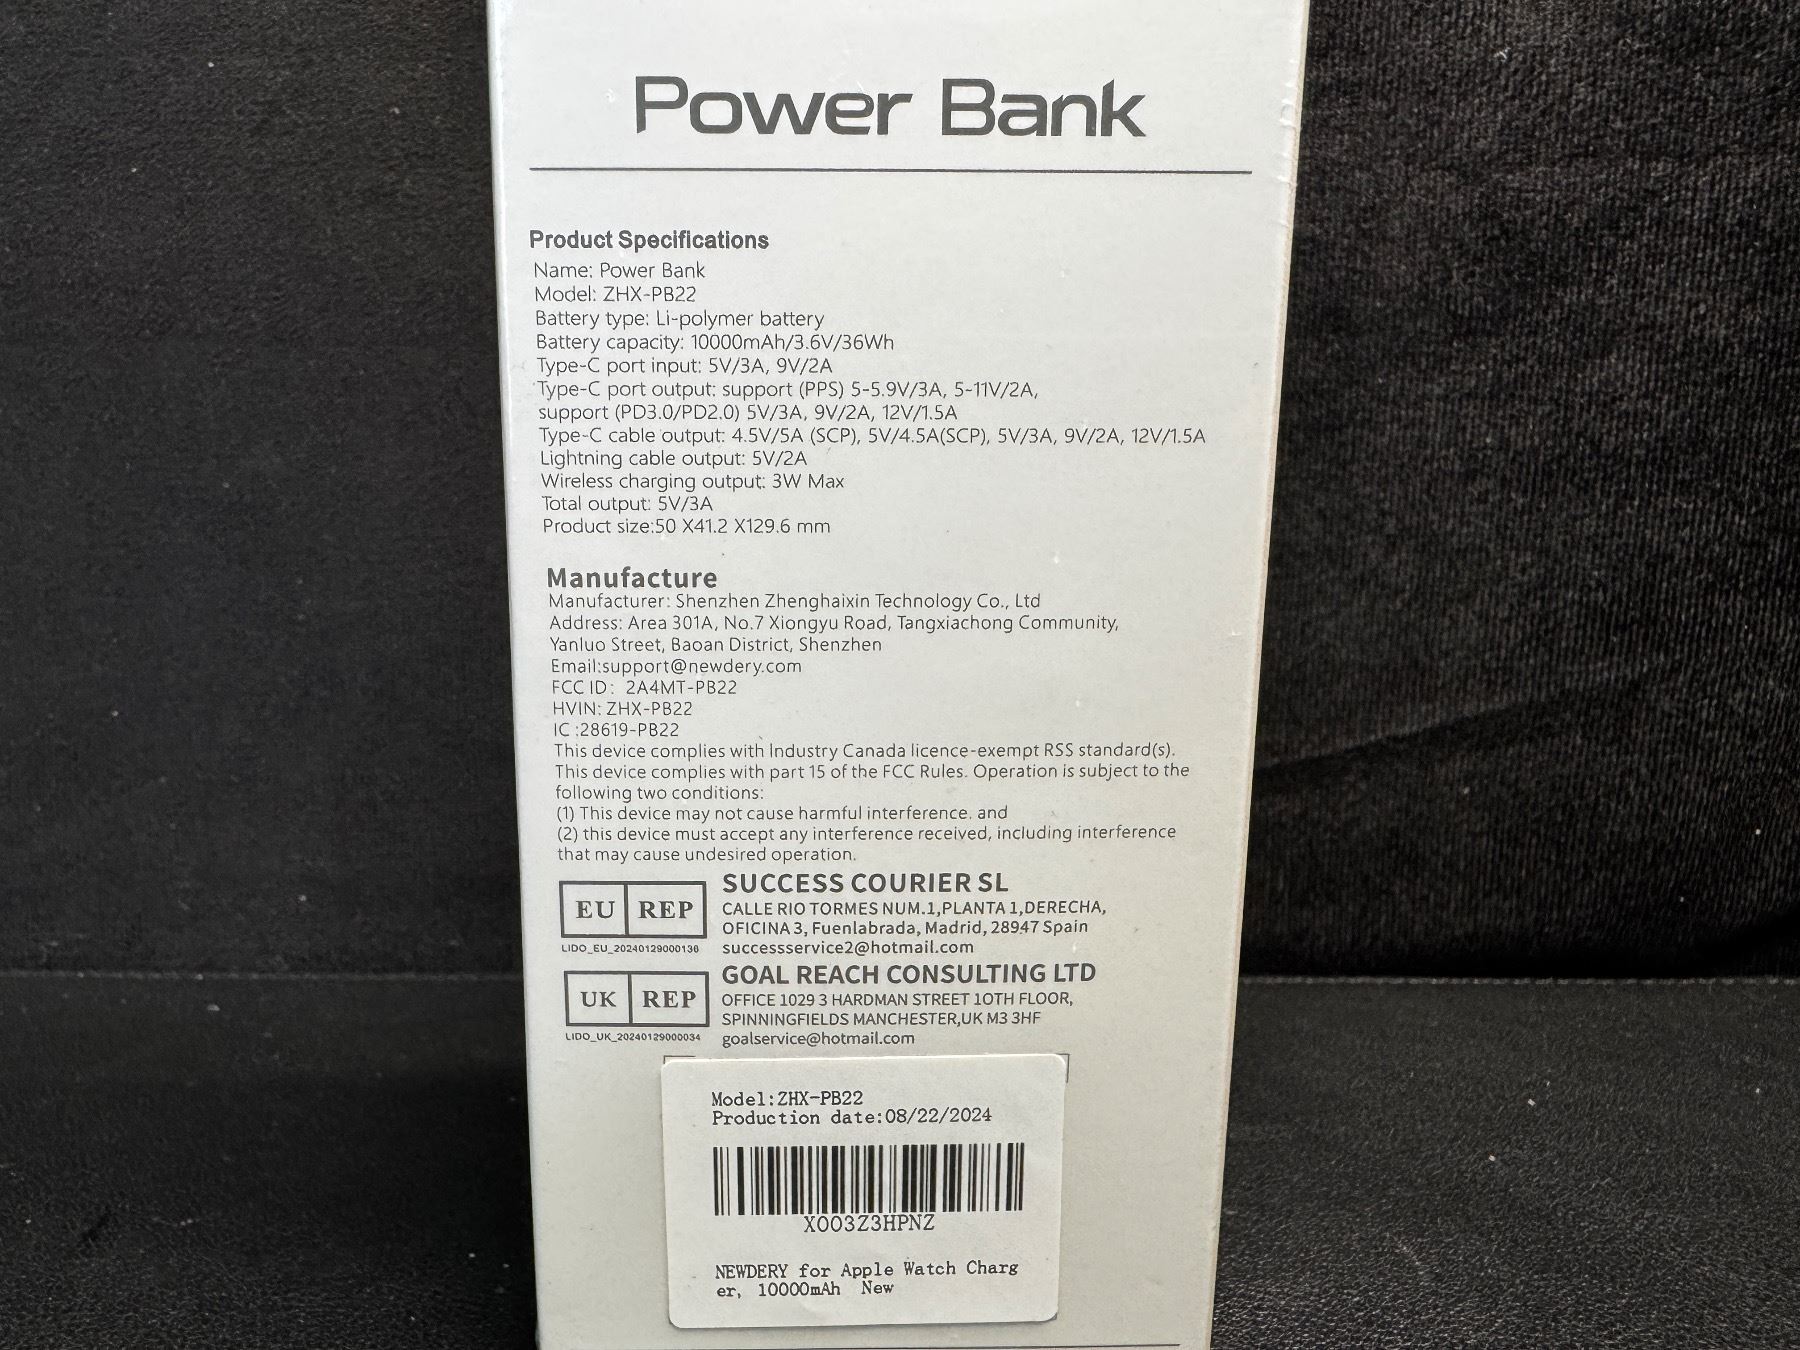 Power Bank
Product Specifications
Name: Power Bank
Model: ZHX-PB22
Battery type: Li-polymer battery
Battery capacity: 10000mAh/3.6V/36Wh
Type-C port input: 5V/3A, 9V/2A
Type-C port output: support (PPS) 5-5.9V/3A, 5-11V/2A,
support (PD3.0/PD2.0) 5V/3A, 9V/2A, 12V/1.5A
Type-C cable output: 4.5V/5A (SCP), 5V/4.5A(SCP), 5V/3A, 9V/2A, 12V/1.5A
Lightning cable output: 5V/2A
Wireless charging output: 3W Max
Total output: 5V/3A
Product size:50 X41.2 X129.6 mm
Manufacture
Manufacturer: Shenzhen Zhenghaixin Technology Co., Ltd
Address: Area 301A, No.7 Xiongyu Road, Tangxiachong Community,
Yanluo Street, Baoan District, Shenzhen
Email:support@newdery.com
FCC ID: 2A4MT-PB22
HVIN: ZHX-PB22
IC :28619-PB22
This device complies with Industry Canada licence-exempt RSS standard(s).
This device complies with part 15 of the FCC Rules. Operation is subject to the
following two conditions:
(1) This device may not cause harmful interference. and
(2) this device must accept any interference received, including interference
that may cause undesired operation.
EU REP
LIDO_EU_20240129000136
SUCCESS COURIER SL
CALLE RIO TORMES NUM.1,PLANTA 1,DERECHA,
OFICINA 3, Fuenlabrada, Madrid, 28947 Spain
successservice2@hotmail.com
UK REP
LIDO_UK_20240129000034
GOAL REACH CONSULTING LTD
OFFICE 1029 3 HARDMAN STREET 10TH FLOOR,
SPINNINGFIELDS MANCHESTER,UK M3 3HF
goalservice@hotmail.com
Model:ZHX-PB22
Production date:08/22/2024
X003Z3HPNZ
NEWDERY for Apple Watch Charg
er, 10000mAh New